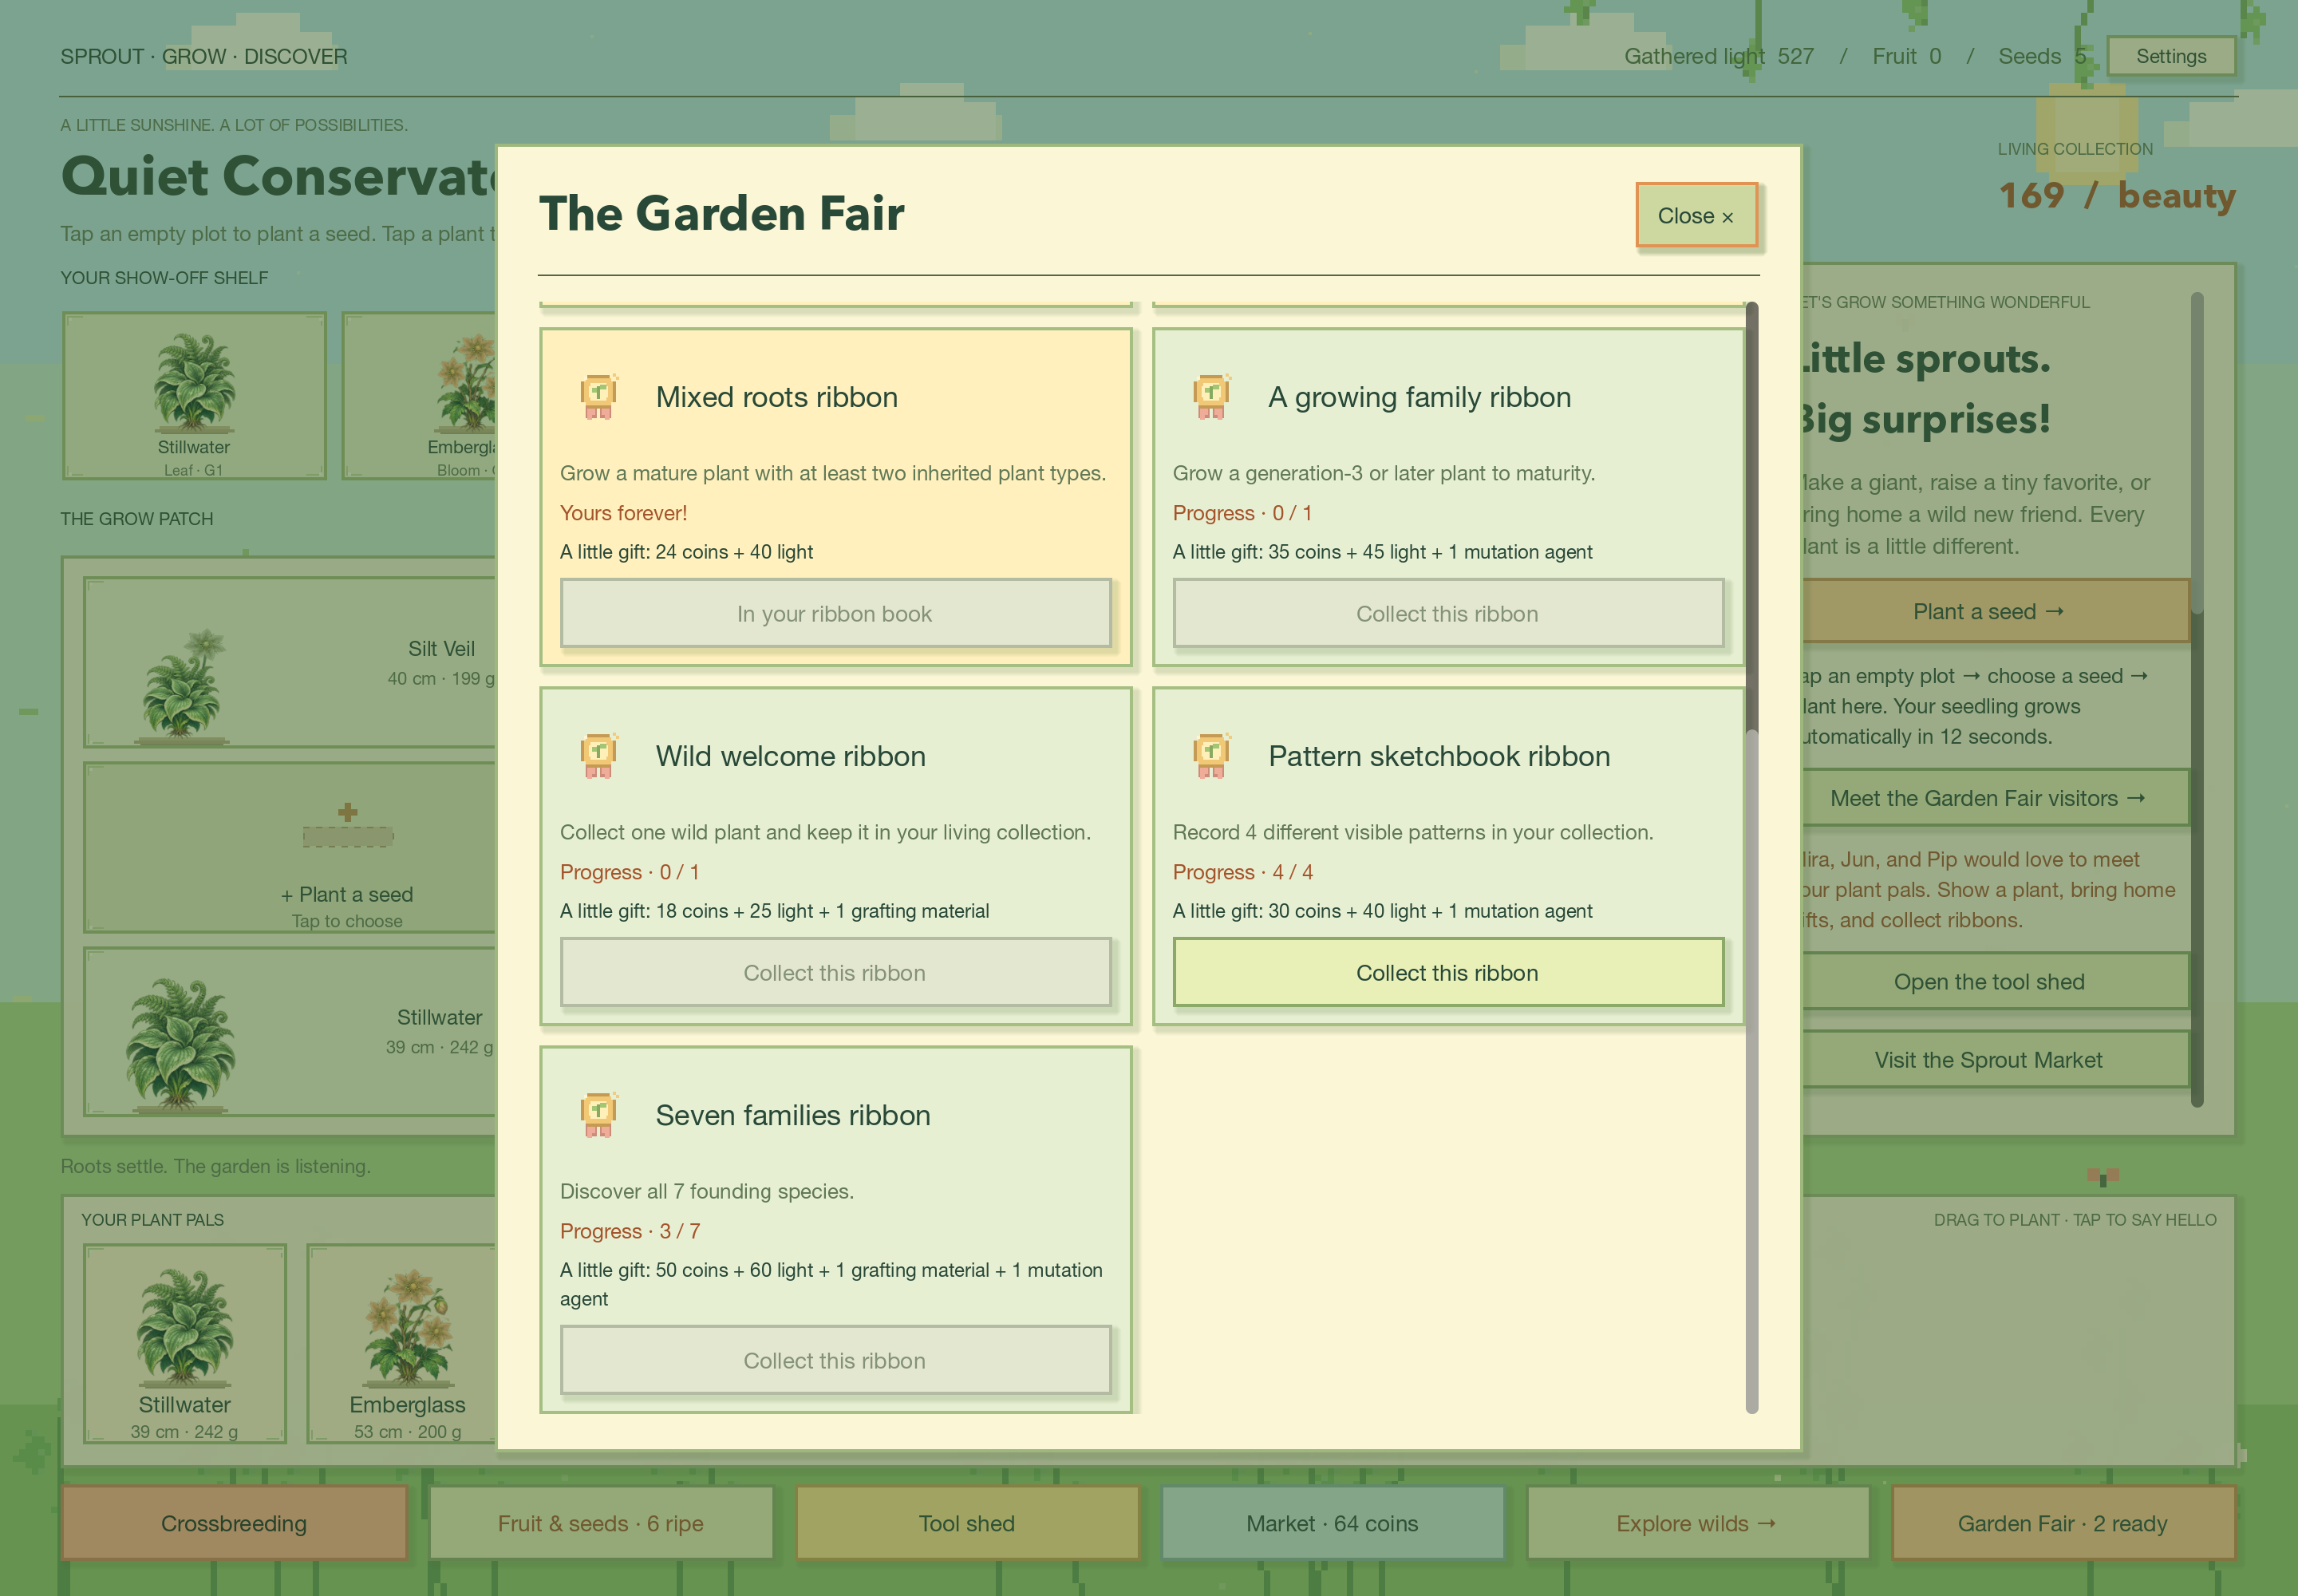 SPROUT · GROW · DISCOVER
Gathered light 527 / Fruit 0 / Seeds 5
Settings
A LITTLE SUNSHINE. A LOT OF POSSIBILITIES.
LIVING COLLECTION
Quiet
169 / beauty
Tap an empty plot to plant a seed. Tap a plant
YOUR SHOW-OFF SHELF
Stillwater
Leaf · G1
Bloom ·
THE GROW PATCH
Silt Veil
40 cm · 199 g
+ Plant a seed
Tap to choose
Stillwater
39 cm · 242 g
Roots settle. The garden is listening.
The Garden Fair
Close ×
Mixed roots ribbon
Grow a mature plant with at least two inherited plant types.
Yours forever!
A little gift: 24 coins + 40 light
In your ribbon book
A growing family ribbon
Grow a generation-3 or later plant to maturity.
Progress · 0 / 1
A little gift: 35 coins + 45 light + 1 mutation agent
Collect this ribbon
Wild welcome ribbon
Collect one wild plant and keep it in your living collection.
Progress · 0 / 1
A little gift: 18 coins + 25 light + 1 grafting material
Collect this ribbon
Pattern sketchbook ribbon
Record 4 different visible patterns in your collection.
Progress · 4 / 4
A little gift: 30 coins + 40 light + 1 mutation agent
Collect this ribbon
Seven families ribbon
Discover all 7 founding species.
Progress · 3 / 7
A little gift: 50 coins + 60 light + 1 grafting material + 1 mutation
agent
Collect this ribbon
GROW SOMETHING WONDERFUL
Little sprouts.
Big surprises!
a giant, raise a tiny favorite, or
home a wild new friend. Every
is a little different.
Plant a seed →
an empty plot → choose a seed →
here. Your seedling grows
in 12 seconds.
Meet the Garden Fair visitors →
Jun, and Pip would love to meet
plant pals. Show a plant, bring home
and collect ribbons.
Open the tool shed
Visit the Sprout Market
YOUR PLANT PALS
DRAG TO PLANT · TAP TO SAY HELLO
Stillwater
39 cm · 242 g
Emberglass
53 cm · 200 g
Crossbreeding
Fruit & seeds · 6 ripe
Tool shed
Market · 64 coins
Explore wilds →
Garden Fair · 2 ready